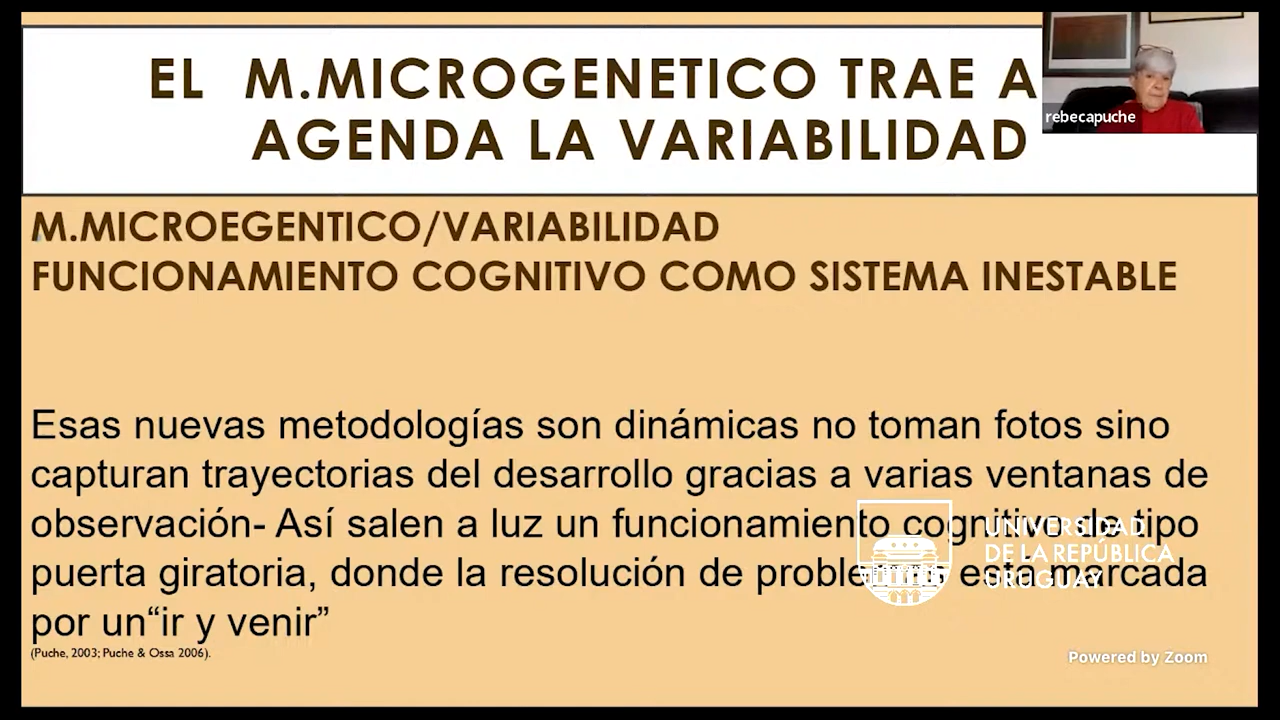 EL M.MICROGENETICO TRAE A
AGENDA LA VARIABILIDAD
rebecapuche
M.MICROEGENTICO/VARIABILIDAD
FUNCIONAMIENTO COGNITIVO COMO SISTEMA INESTABLE
Esas nuevas metodologías son dinámicas no toman fotos sino
capturan trayectorias del desarrollo gracias a varias ventanas de
observación- Así salen a luz un funcionamiento cognitivo de tipo
puerta giratoria, donde la resolución de problemas está marcada
por un“ir y venir”
(Puche, 2003; Puche & Ossa 2006).
UNIVERSIDAD
DE LA REPÚBLICA
URUGUAY
Powered by Zoom